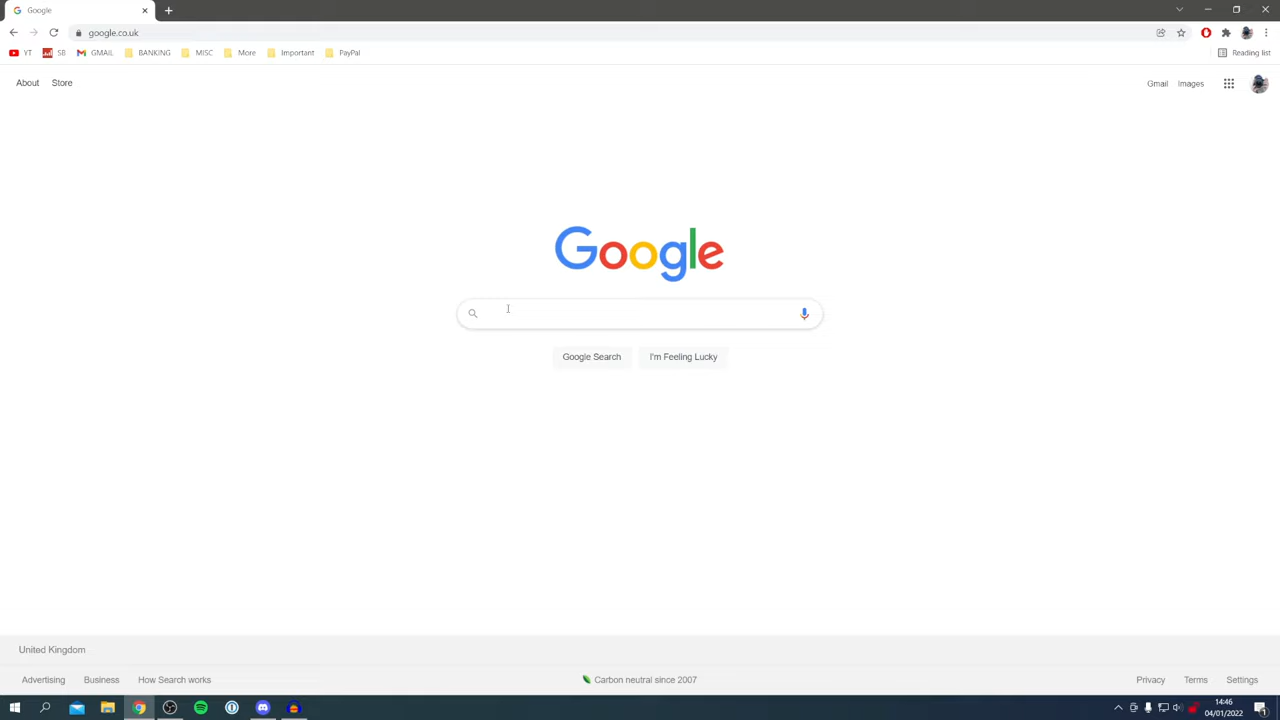 Google
google.co.uk
YT SB GMAIL BANKING MISC More Important PayPal Reading list
About Store Gmail Images
Google
Google Search I'm Feeling Lucky
United Kingdom
Advertising Business How Search works Carbon neutral since 2007 Privacy Terms Settings
14:46
04/01/2022
1